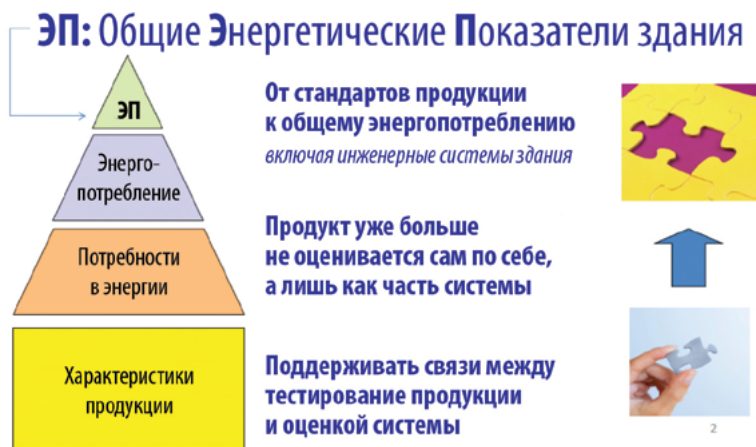 ЭП: Общие Энергетические Показатели здания
ЭП
Энерго-
потребление
Потребности
в энергии
Характеристики
продукции
От стандартов продукции
к общему энергопотреблению
включая инженерные системы здания
Продукт уже больше
не оценивается сам по себе,
а лишь как часть системы
Поддерживать связи между
тестирование продукции
и оценкой системы
2